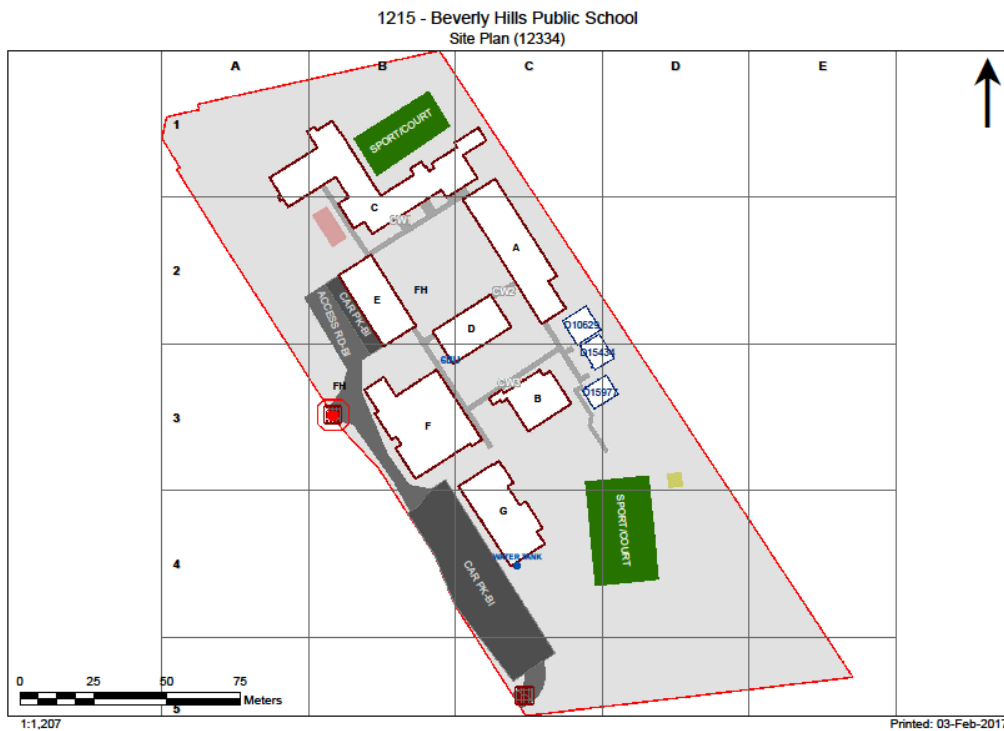 1215 - Beverly Hills Public School
Site Plan (12334)
A B C D E
1
SPORT/COURT
C
CW1
A
2
E
FH
CW2
D
CAR PK-BI
ACCESS RD-BI
D10629
D15434
CW3
D15977
FH
B
3
F
G
SPORT/COURT
WATER TANK
4
CAR PK-BI
0 25 50 75
Meters
5
1:1,207
Printed: 03-Feb-2017